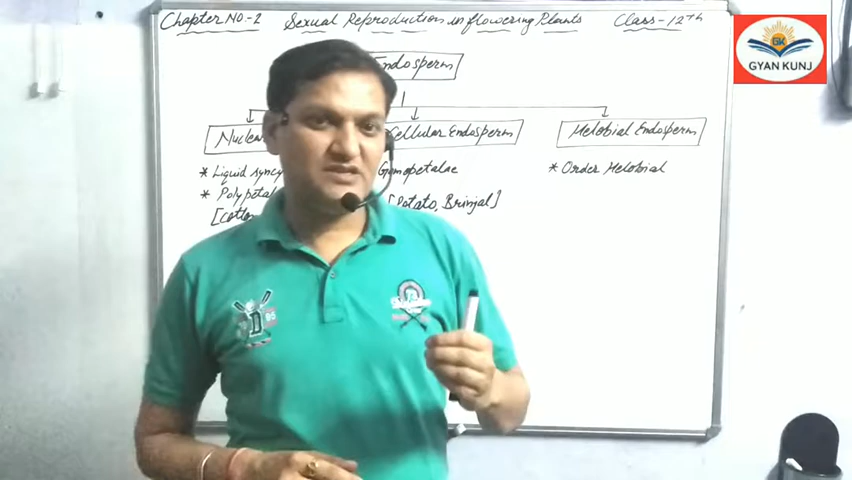 Chapter No.-2 Sexual Reproduction in flowering Plants Class-12th
GK
GYAN KUNJ
Endosperm
Cellular Endosperm
Helobial Endosperm
* Liquid
Gamopetalae
* Order Helobial
* Polypetal
[Potato, Brinjal]
D
95